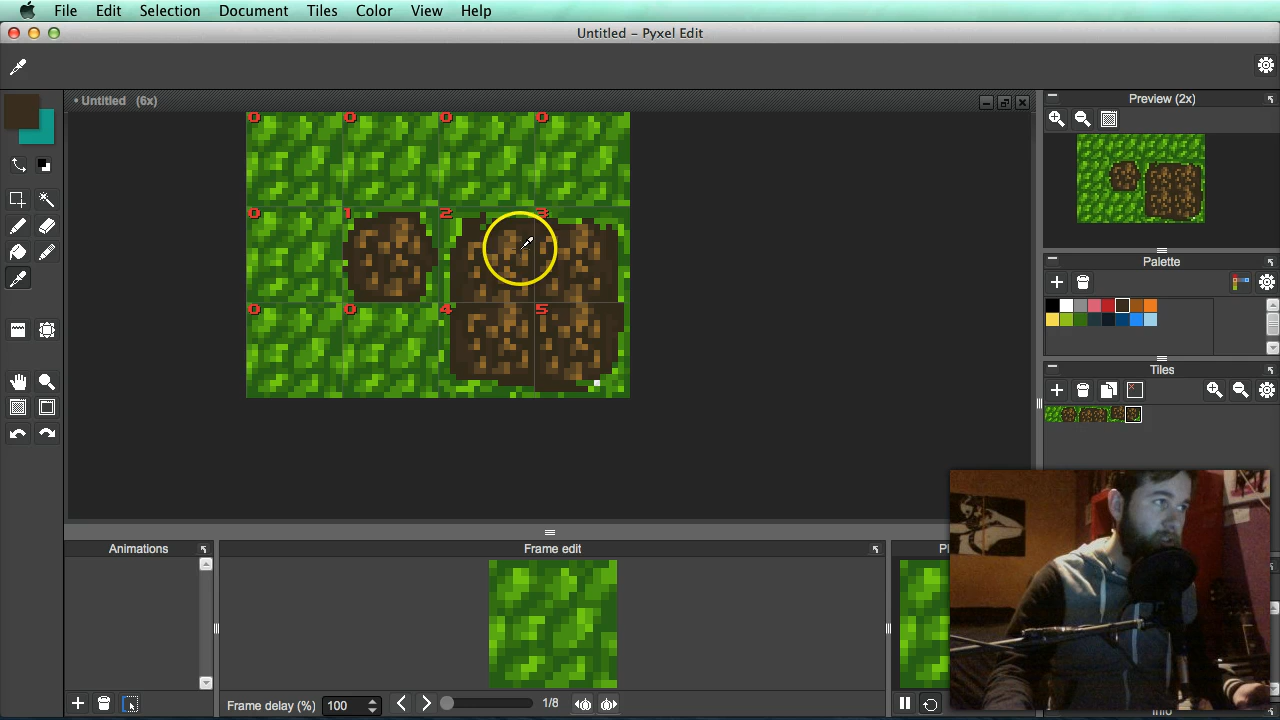 File Edit Selection Document Tiles Color View Help
Untitled – Pyxel Edit
• Untitled (6x)
Preview (2x)
0 0 0 0
0 1 2 3
0 0 4 5
Palette
Tiles
Animations
Frame edit
Frame delay (%) 100
1/8